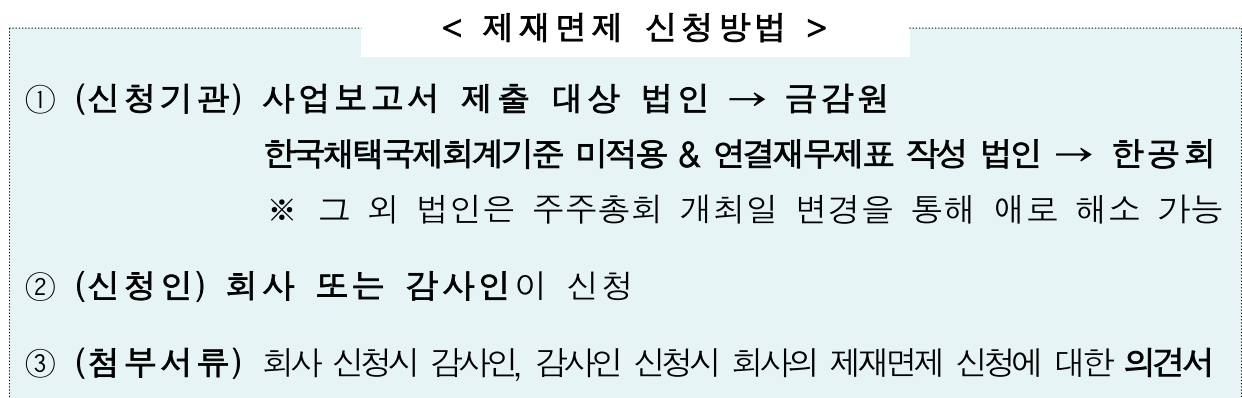 < 제재면제 신청방법 >
① (신청기관) 사업보고서 제출 대상 법인 → 금감원
한국채택국제회계기준 미적용 & 연결재무제표 작성 법인 → 한공회
※ 그 외 법인은 주주총회 개최일 변경을 통해 애로 해소 가능
② (신청인) 회사 또는 감사인이 신청
③ (첨부서류) 회사 신청시 감사인, 감사인 신청시 회사의 제재면제 신청에 대한 의견서